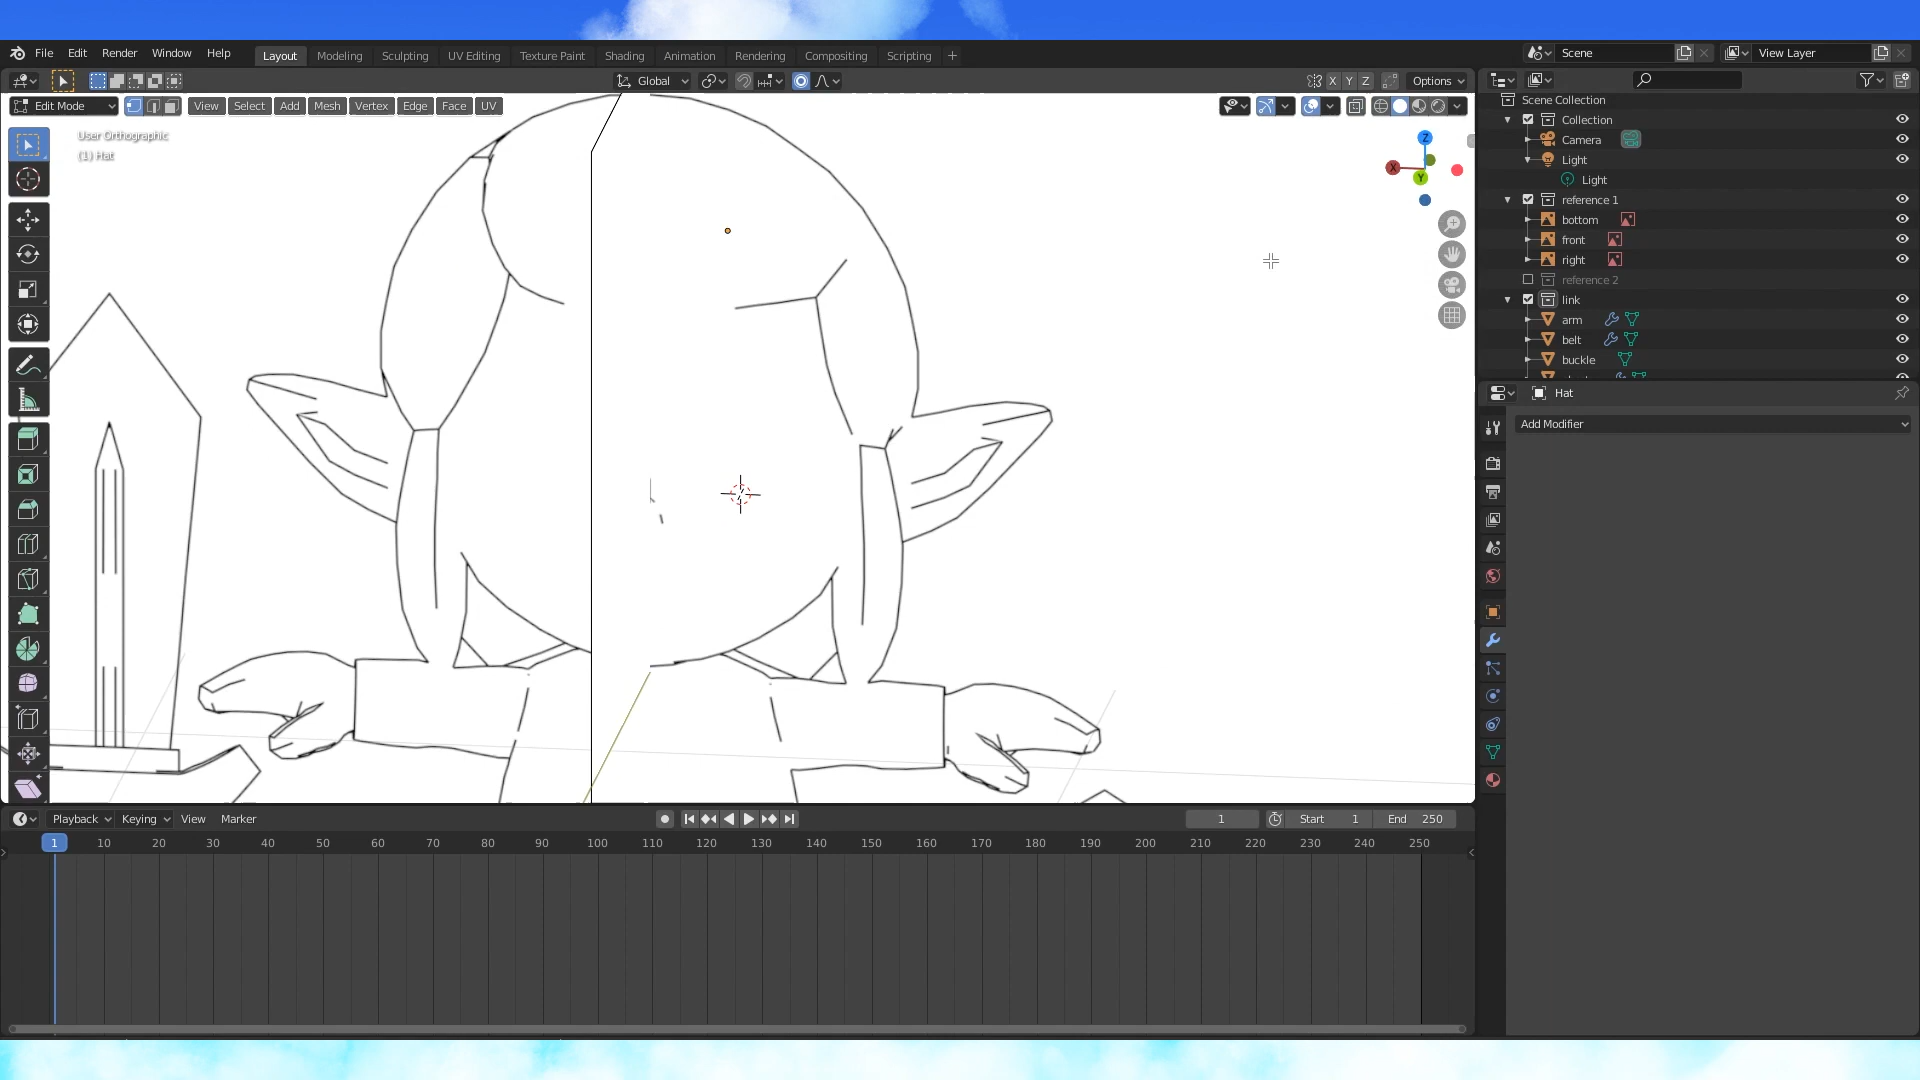 File Edit Render Window Help Layout Modeling Sculpting UV Editing Texture Paint Shading Animation Rendering Compositing Scripting + Scene View Layer
Global X Y Z Options
Edit Mode View Select Add Mesh Vertex Edge Face UV
User Orthographic
(1) Hat
Z
X
Y
Scene Collection
Collection
Camera
Light
Light
reference 1
bottom
front
right
reference 2
link
arm
belt
buckle
Hat
Add Modifier
Playback Keying View Marker 1 Start 1 End 250
1 10 20 30 40 50 60 70 80 90 100 110 120 130 140 150 160 170 180 190 200 210 220 230 240 250